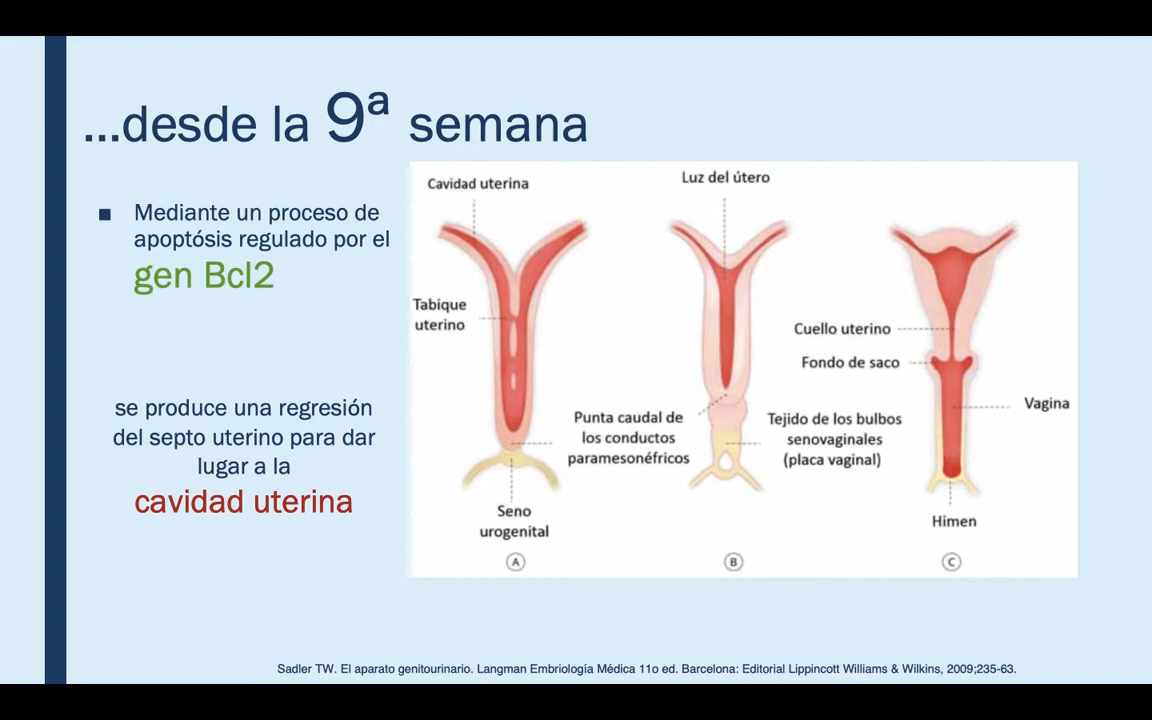 ...desde la 9ª semana
■ Mediante un proceso de
apoptósis regulado por el
gen Bcl2
se produce una regresión
del septo uterino para dar
lugar a la
cavidad uterina
Cavidad uterina
Tabique
uterino
Seno
urogenital
A
Luz del útero
Punta caudal de
los conductos
paramesonéfricos
Tejido de los bulbos
senovaginales
(placa vaginal)
B
Cuello uterino
Fondo de saco
Vagina
Himen
C
Sadler TW. El aparato genitourinario. Langman Embriología Médica 11o ed. Barcelona: Editorial Lippincott Williams & Wilkins, 2009;235-63.